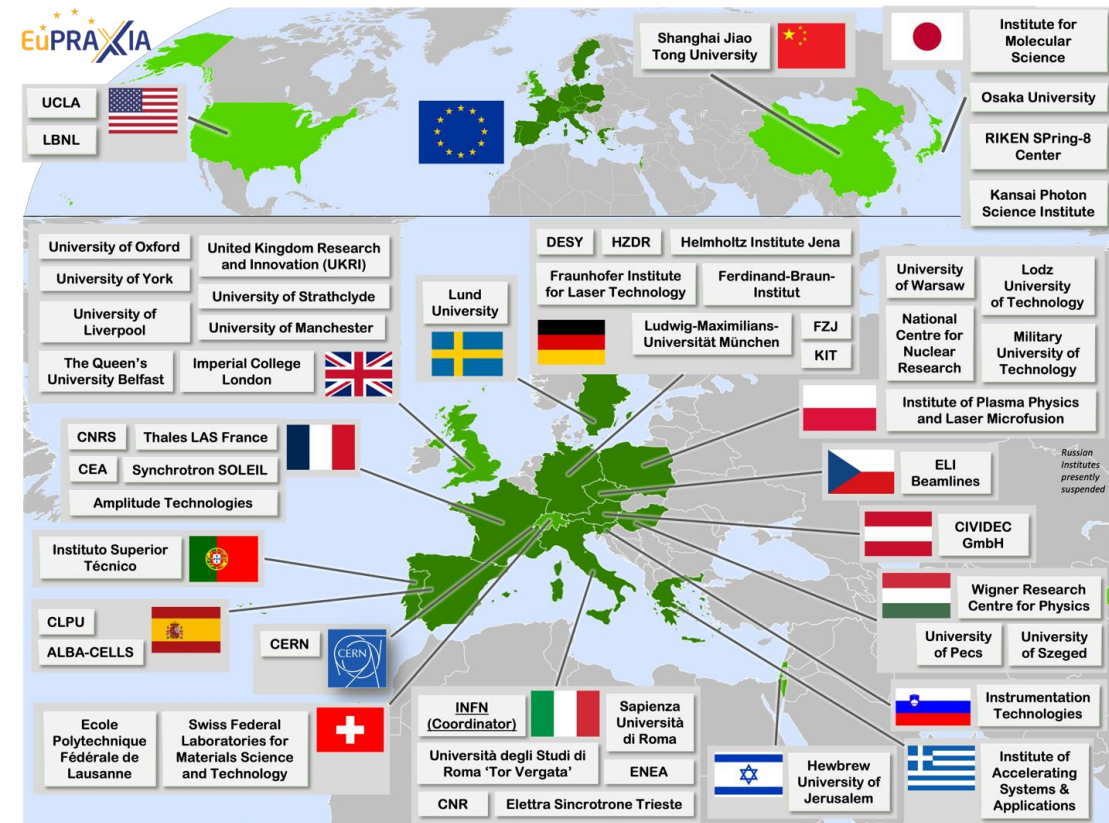 EuPRAXIA
UCLA
LBNL
Shanghai Jiao
Tong University
Institute for
Molecular
Science
Osaka University
RIKEN SPring-8
Center
Kansai Photon
Science Institute
University of Oxford
University of York
University of
Liverpool
The Queen's
University Belfast
United Kingdom Research
and Innovation (UKRI)
University of Strathclyde
University of Manchester
Imperial College
London
Lund
University
DESY
HZDR
Helmholtz Institute Jena
Fraunhofer Institute
for Laser Technology
Ferdinand-Braun-
Institut
Ludwig-Maximilians-
Universität München
FZJ
KIT
University
of Warsaw
Lodz
University
of Technology
National
Centre for
Nuclear
Research
Military
University of
Technology
Institute of Plasma Physics
and Laser Microfusion
CNRS
Thales LAS France
CEA
Synchrotron SOLEIL
Amplitude Technologies
ELI
Beamlines
Russian
Institutes
presently
suspended
CIVIDEC
GmbH
Instituto Superior
Técnico
Wigner Research
Centre for Physics
University
of Pecs
University
of Szeged
CLPU
ALBA-CELLS
CERN
CERN
Instrumentation
Technologies
Ecole
Polytechnique
Fédérale de
Lausanne
Swiss Federal
Laboratories for
Materials Science
and Technology
INFN
(Coordinator)
Sapienza
Università
di Roma
Università degli Studi di
Roma ‘Tor Vergata’
ENEA
CNR
Elettra Sincrotrone Trieste
Hewbrew
University of
Jerusalem
Institute of
Accelerating
Systems &
Applications